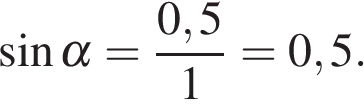 sin α = 0,5/1 = 0,5.